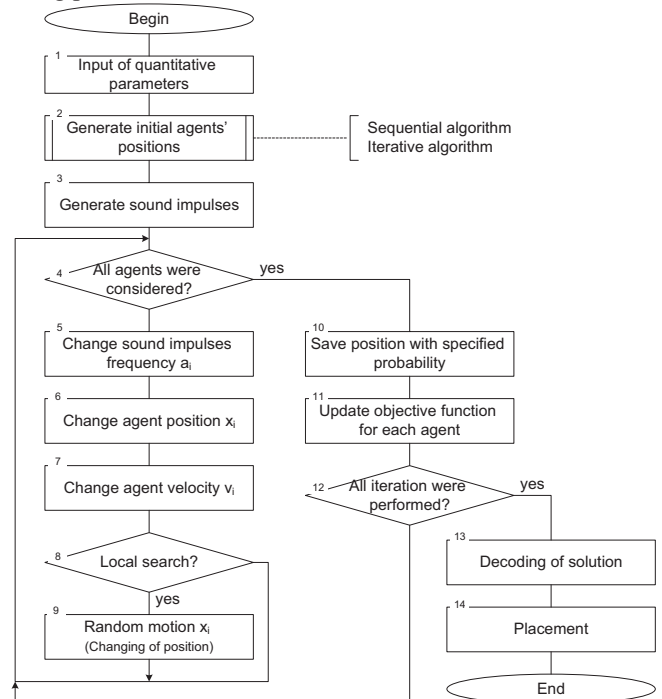 Begin
1
Input of quantitative
parameters
2
Generate initial agents'
positions
Sequential algorithm
Iterative algorithm
3
Generate sound impulses
4
All agents were
considered?
yes
5
Change sound impulses
frequency aᵢ
6
Change agent position xᵢ
7
Change agent velocity vᵢ
8
Local search?
yes
9
Random motion xᵢ
(Changing of position)
10
Save position with specified
probability
11
Update objective function
for each agent
12
All iteration were
performed?
yes
13
Decoding of solution
14
Placement
End